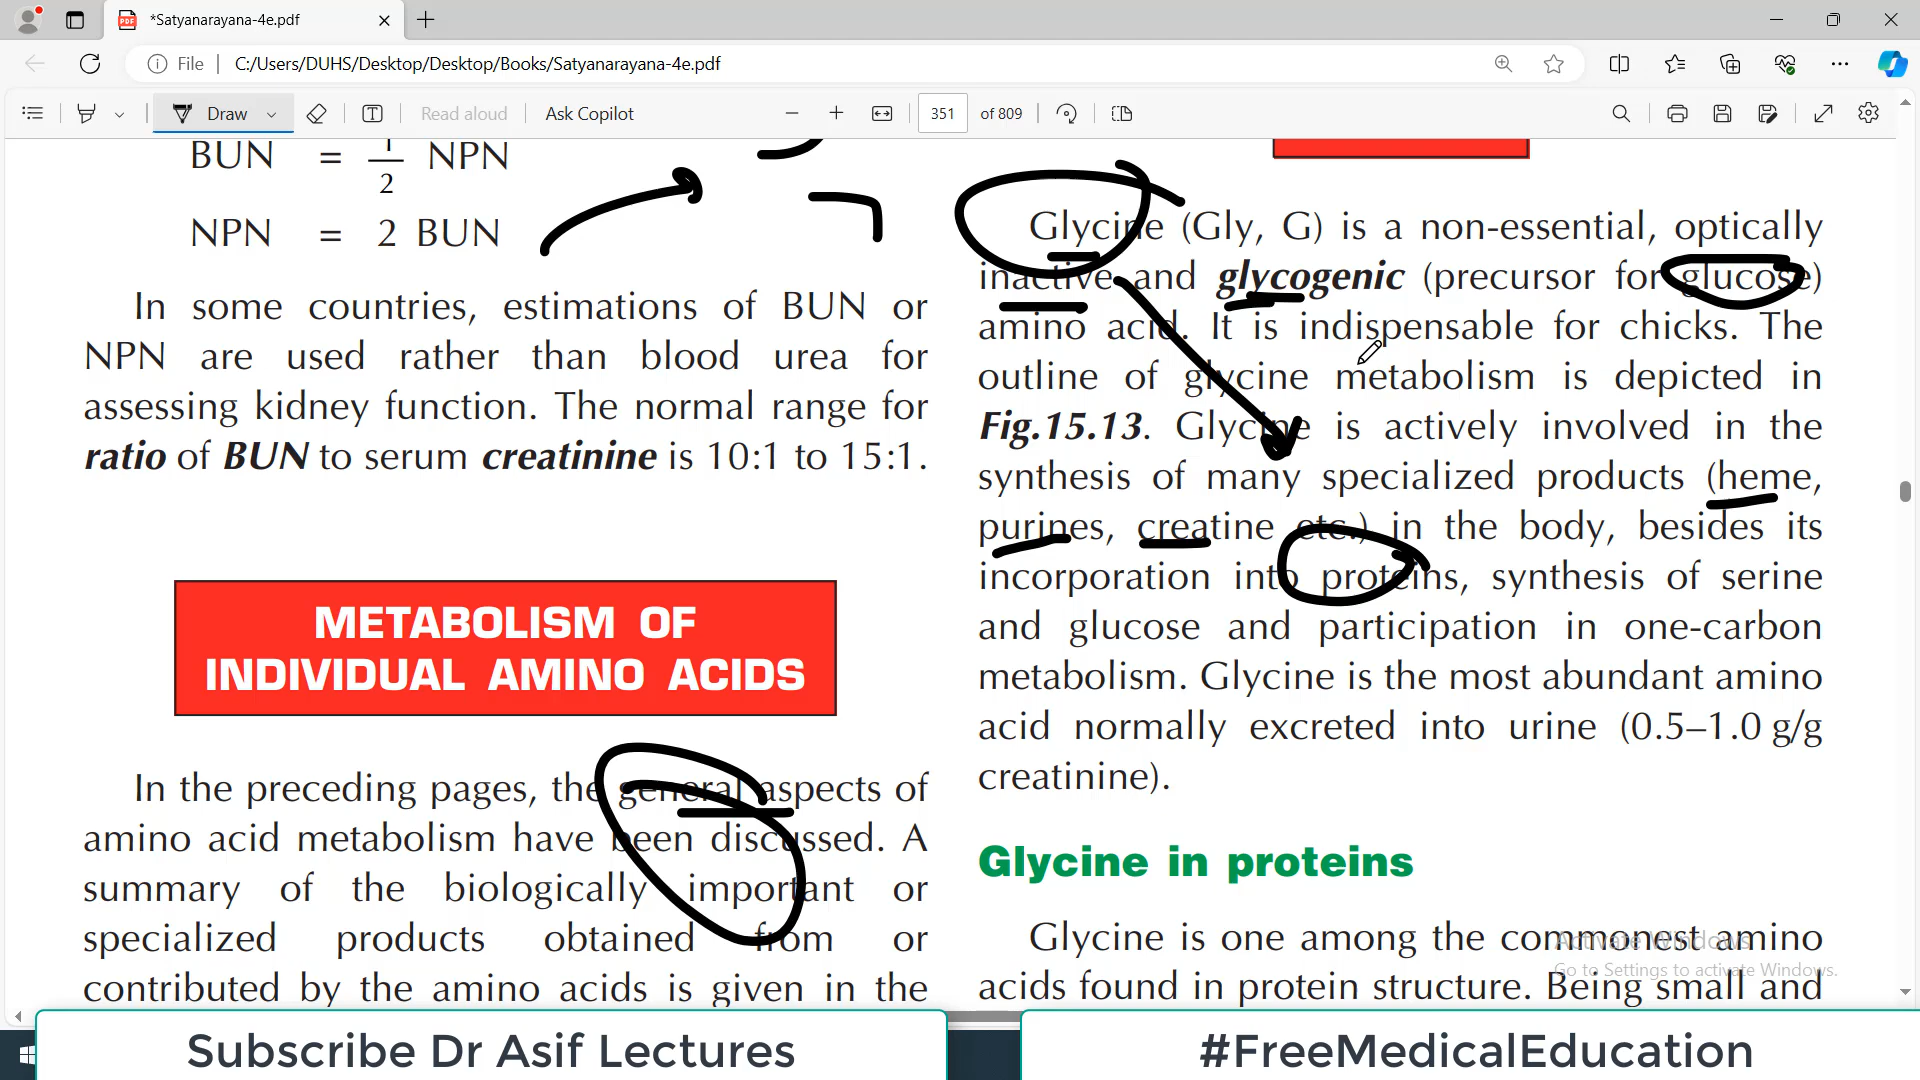 *Satyanarayana-4e.pdf
File | C:/Users/DUHS/Desktop/Desktop/Books/Satyanarayana-4e.pdf
Draw
Read aloud
Ask Copilot
351 of 809
BUN = 1/2 NPN
NPN = 2 BUN
In some countries, estimations of BUN or
NPN are used rather than blood urea for
assessing kidney function. The normal range for
ratio of BUN to serum creatinine is 10:1 to 15:1.
METABOLISM OF
INDIVIDUAL AMINO ACIDS
In the preceding pages, the general aspects of
amino acid metabolism have been discussed. A
summary of the biologically important or
specialized products obtained from or
contributed by the amino acids is given in the
Glycine (Gly, G) is a non-essential, optically
inactive and glycogenic (precursor for glucose)
amino acid. It is indispensable for chicks. The
outline of glycine metabolism is depicted in
Fig.15.13. Glycine is actively involved in the
synthesis of many specialized products (heme,
purines, creatine etc.) in the body, besides its
incorporation into proteins, synthesis of serine
and glucose and participation in one-carbon
metabolism. Glycine is the most abundant amino
acid normally excreted into urine (0.5–1.0 g/g
creatinine).
Glycine in proteins
Glycine is one among the commonest amino
acids found in protein structure. Being small and
Activate Windows
Go to Settings to activate Windows.
Subscribe Dr Asif Lectures
#FreeMedicalEducation